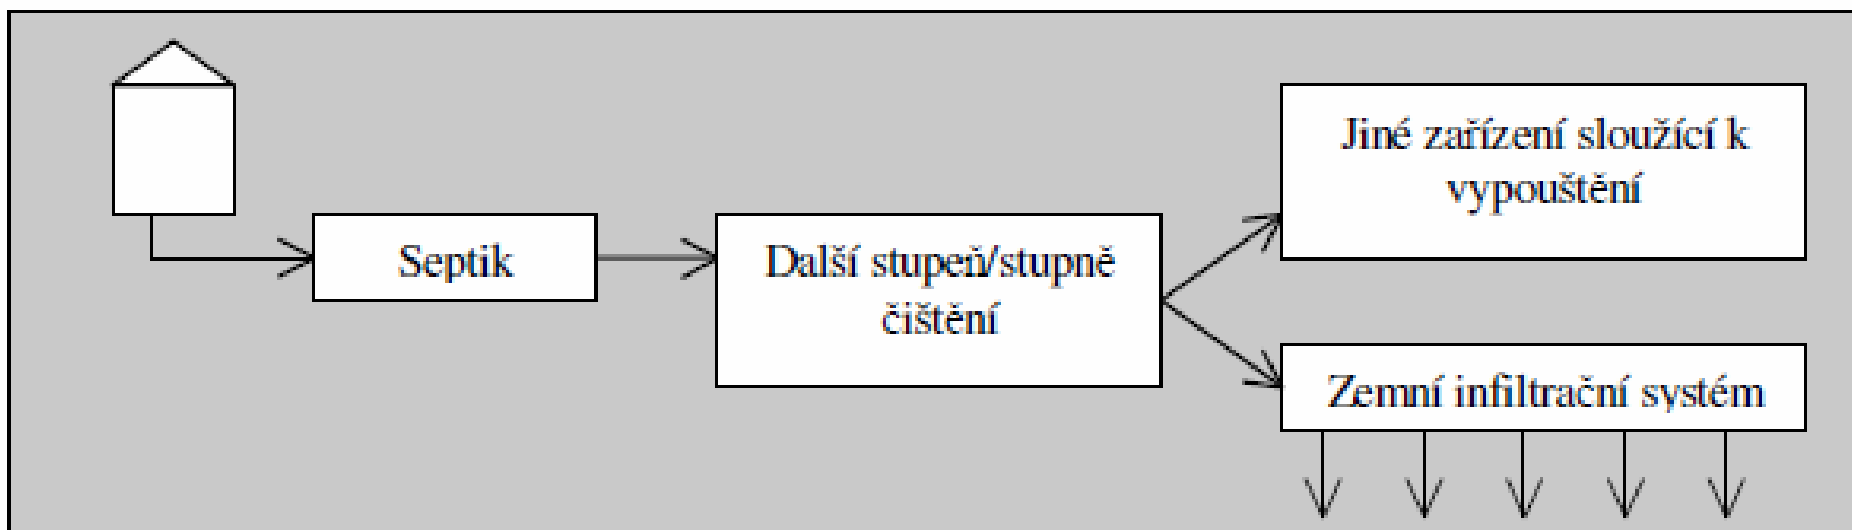 Septik
Další stupeň/stupně
čištění
Jiné zařízení sloužící k
vypouštění
Zemní infiltrační systém